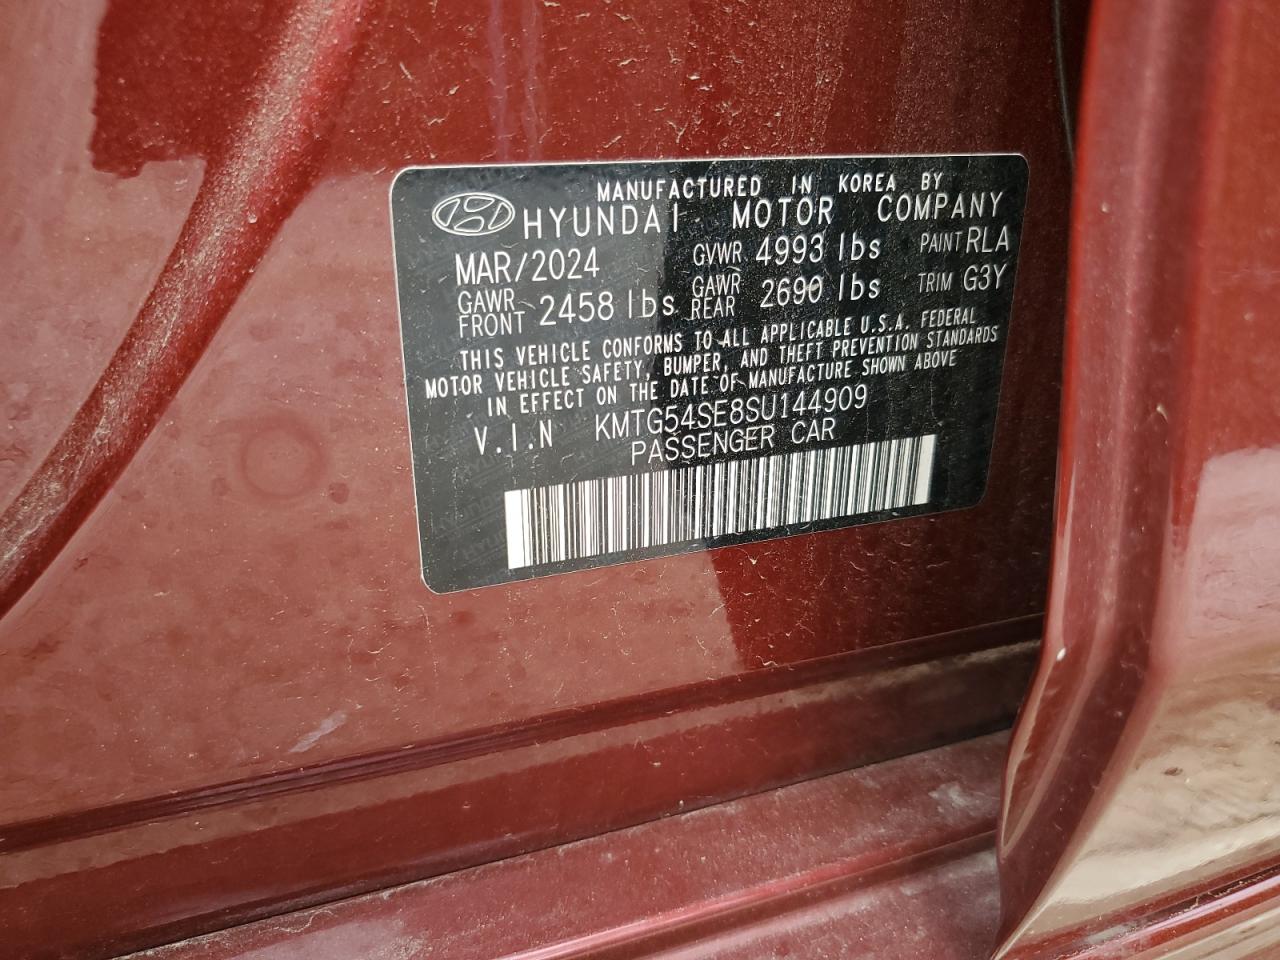 MANUFACTURED IN KOREA BY
HYUNDAI MOTOR COMPANY
MAR/2024 GVWR 4993 lbs PAINT RLA
GAWR FRONT 2458 lbs GAWR REAR 2690 lbs TRIM G3Y
THIS VEHICLE CONFORMS TO ALL APPLICABLE U.S.A. FEDERAL
MOTOR VEHICLE SAFETY, BUMPER, AND THEFT PREVENTION STANDARDS
IN EFFECT ON THE DATE OF MANUFACTURE SHOWN ABOVE
V.I.N KMTG54SE8SU144909
PASSENGER CAR